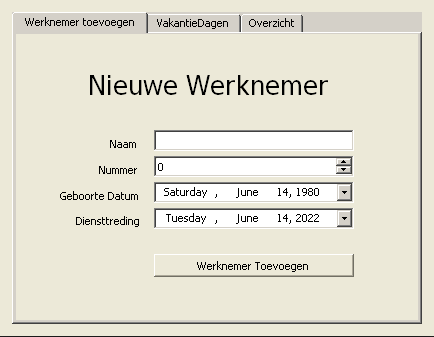 Werknemer toevoegen VakantieDagen Overzicht
Nieuwe Werknemer
Naam
Nummer 0
Geboorte Datum Saturday , June 14, 1980
Diensttreding Tuesday , June 14, 2022
Werknemer Toevoegen